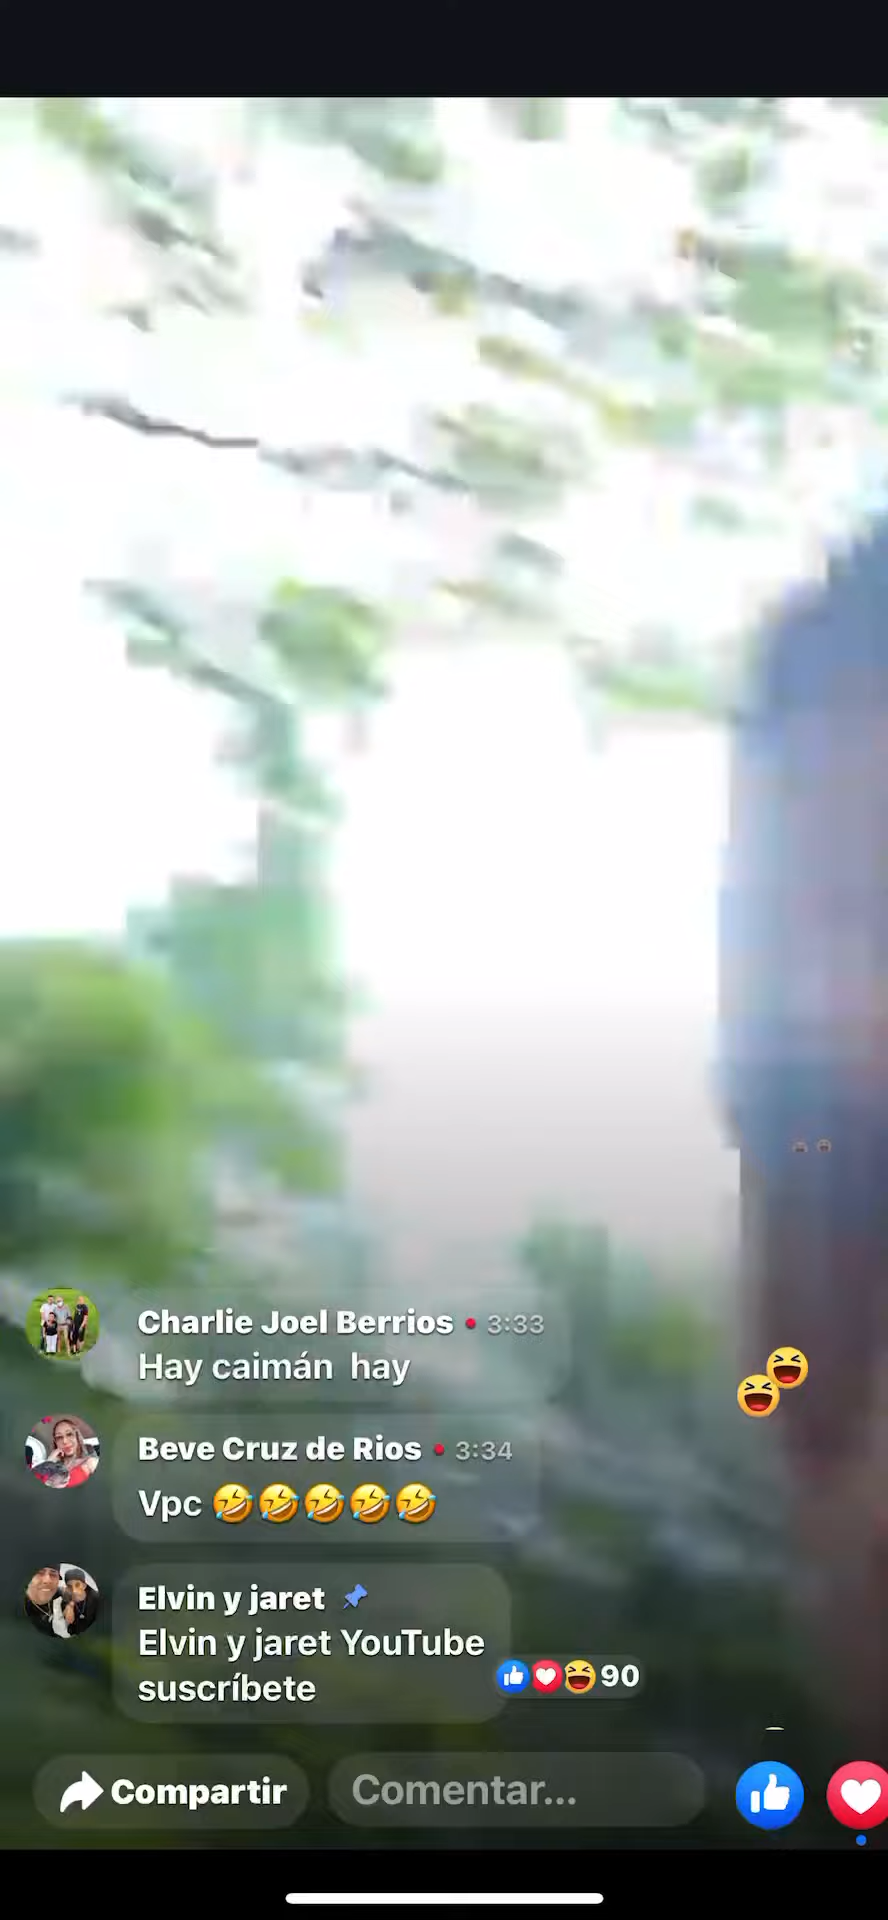 Charlie Joel Berrios • 3:33
Hay caimán hay
Beve Cruz de Rios • 3:34
Vpc 🤣🤣🤣🤣🤣
Elvin y jaret 📌
Elvin y jaret YouTube
suscríbete
90
Compartir
Comentar...